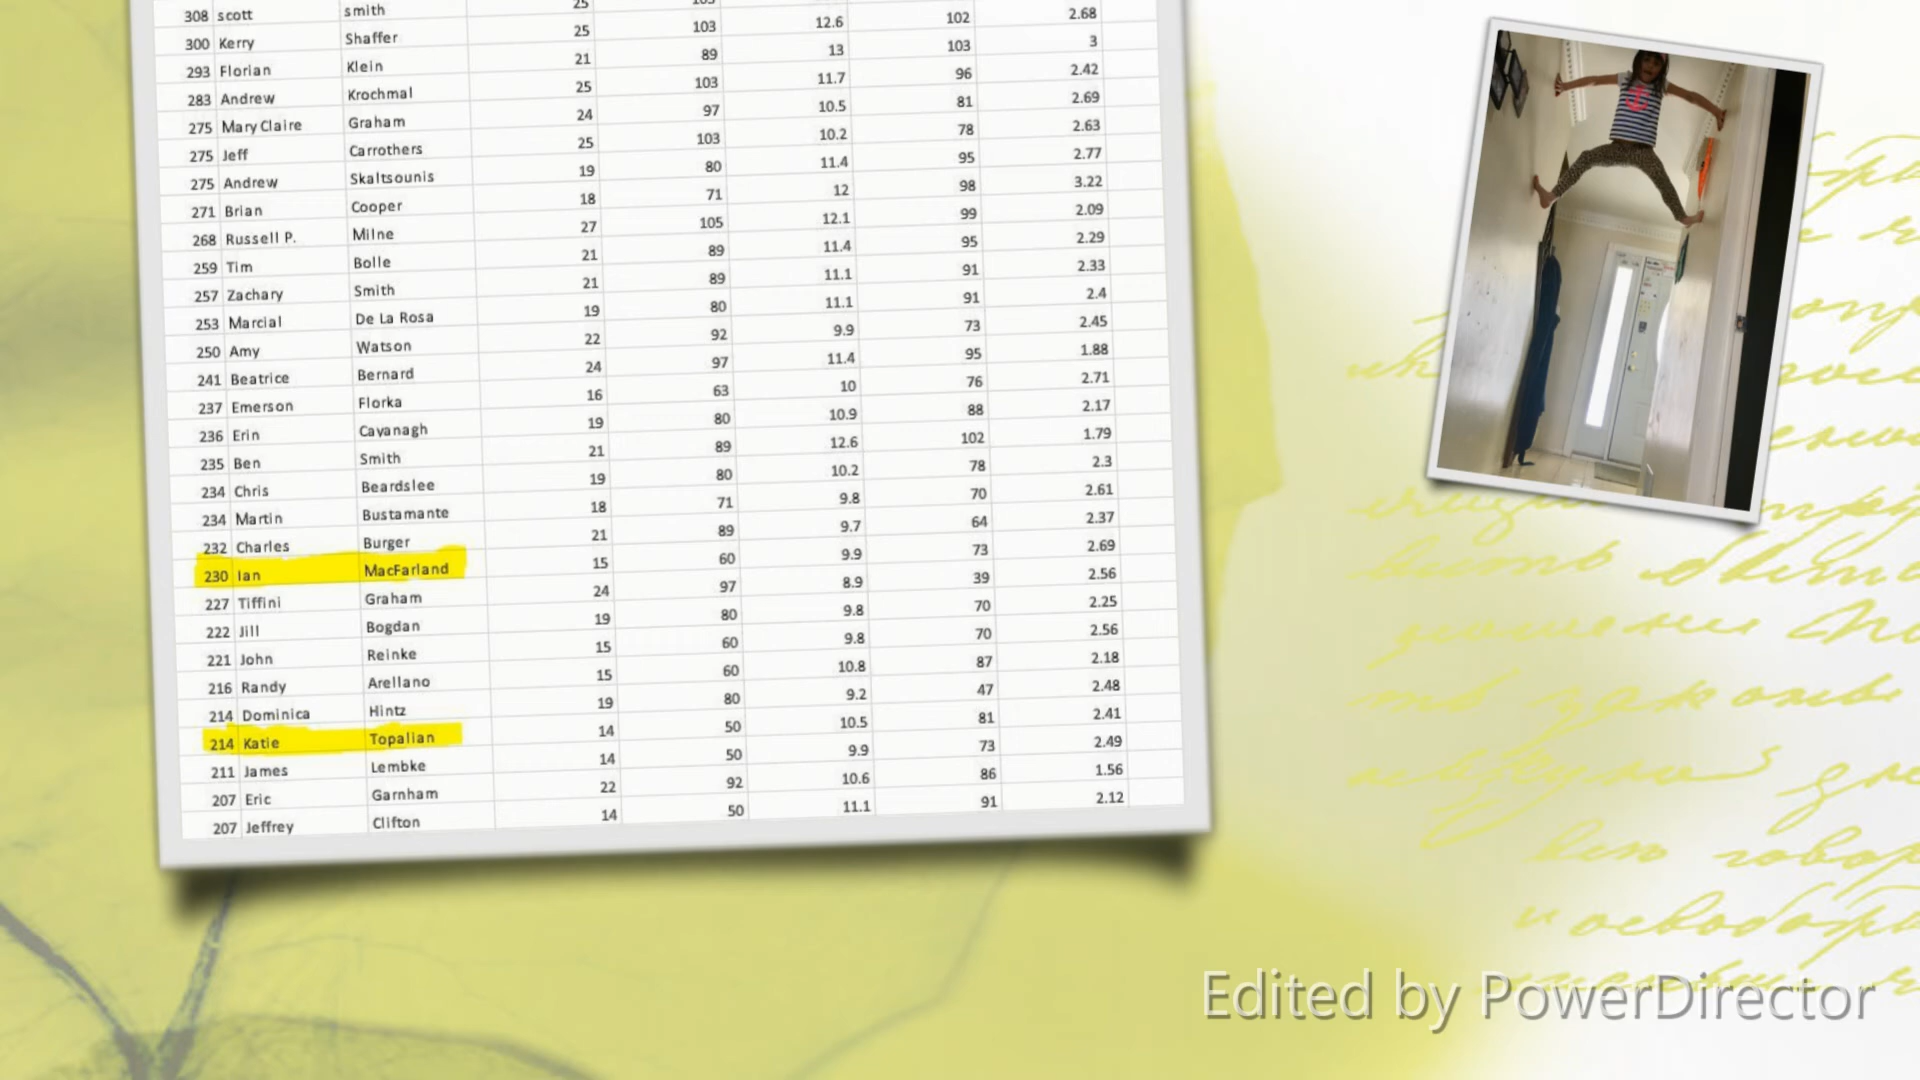 308 scott smith 25
300 Kerry Shaffer 25 103 12.6 102 2.68
293 Florian Klein 21 89 13 103 3
283 Andrew Krochmal 25 103 11.7 96 2.42
275 Mary Claire Graham 24 97 10.5 81 2.69
275 Jeff Carrothers 25 103 10.2 78 2.63
275 Andrew Skaltsounis 19 80 11.4 95 2.77
271 Brian Cooper 18 71 12 98 3.22
268 Russell P. Milne 27 105 12.1 99 2.09
259 Tim Bolle 21 89 11.4 95 2.29
257 Zachary Smith 21 89 11.1 91 2.33
253 Marcial De La Rosa 19 80 11.1 91 2.4
250 Amy Watson 22 92 9.9 73 2.45
241 Beatrice Bernard 24 97 11.4 95 1.88
237 Emerson Florka 16 63 10 76 2.71
236 Erin Cavanagh 19 80 10.9 88 2.17
235 Ben Smith 21 89 12.6 102 1.79
234 Chris Beardslee 19 80 10.2 78 2.3
234 Martin Bustamante 18 71 9.8 70 2.61
232 Charles Burger 21 89 9.7 64 2.37
230 Ian MacFarland 15 60 9.9 73 2.69
227 Tiffini Graham 24 97 8.9 39 2.56
222 Jill Bogdan 19 80 9.8 70 2.25
221 John Reinke 15 60 9.8 70 2.56
216 Randy Arellano 15 60 10.8 87 2.18
214 Dominica Hintz 19 80 9.2 47 2.48
214 Katie Topalian 14 50 10.5 81 2.41
211 James Lembke 14 50 9.9 73 2.49
207 Eric Garnham 22 92 10.6 86 1.56
207 Jeffrey Clifton 14 50 11.1 91 2.12
Edited by PowerDirector